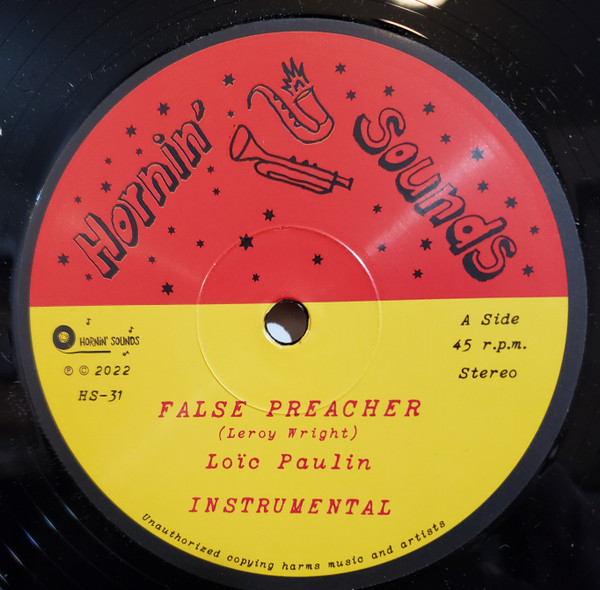 Hornin' Sounds
HORNIN' SOUNDS
℗ © 2022
HS-31
A Side
45 r.p.m.
Stereo
FALSE PREACHER
(Leroy Wright)
Loïc Paulin
INSTRUMENTAL
Unauthorized copying harms music and artists